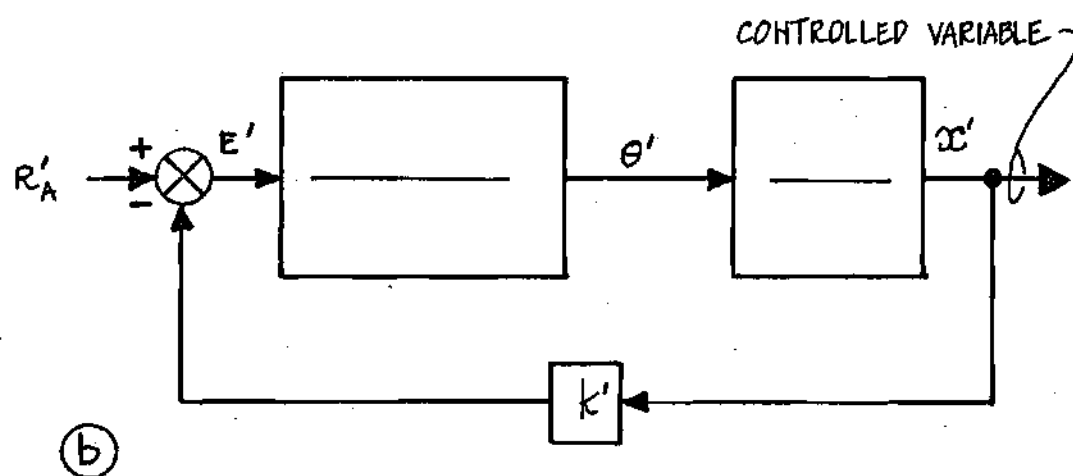 CONTROLLED VARIABLE
+
E'
θ'
x'
R'A
-
k'
b